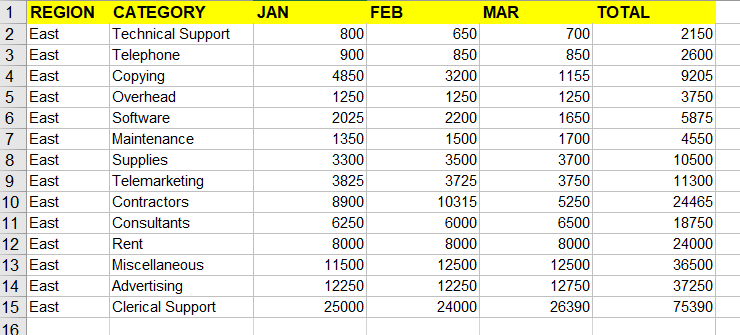 1 REGION CATEGORY JAN FEB MAR TOTAL
2 East Technical Support 800 650 700 2150
3 East Telephone 900 850 850 2600
4 East Copying 4850 3200 1155 9205
5 East Overhead 1250 1250 1250 3750
6 East Software 2025 2200 1650 5875
7 East Maintenance 1350 1500 1700 4550
8 East Supplies 3300 3500 3700 10500
9 East Telemarketing 3825 3725 3750 11300
10 East Contractors 8900 10315 5250 24465
11 East Consultants 6250 6000 6500 18750
12 East Rent 8000 8000 8000 24000
13 East Miscellaneous 11500 12500 12500 36500
14 East Advertising 12250 12250 12750 37250
15 East Clerical Support 25000 24000 26390 75390
16